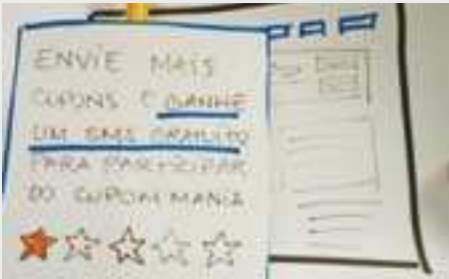 ENVIE MAIS
CUPONS E GANHE
UM SMS GRATUITO
PARA PARTICIPAR
DO CUPOM MANIA